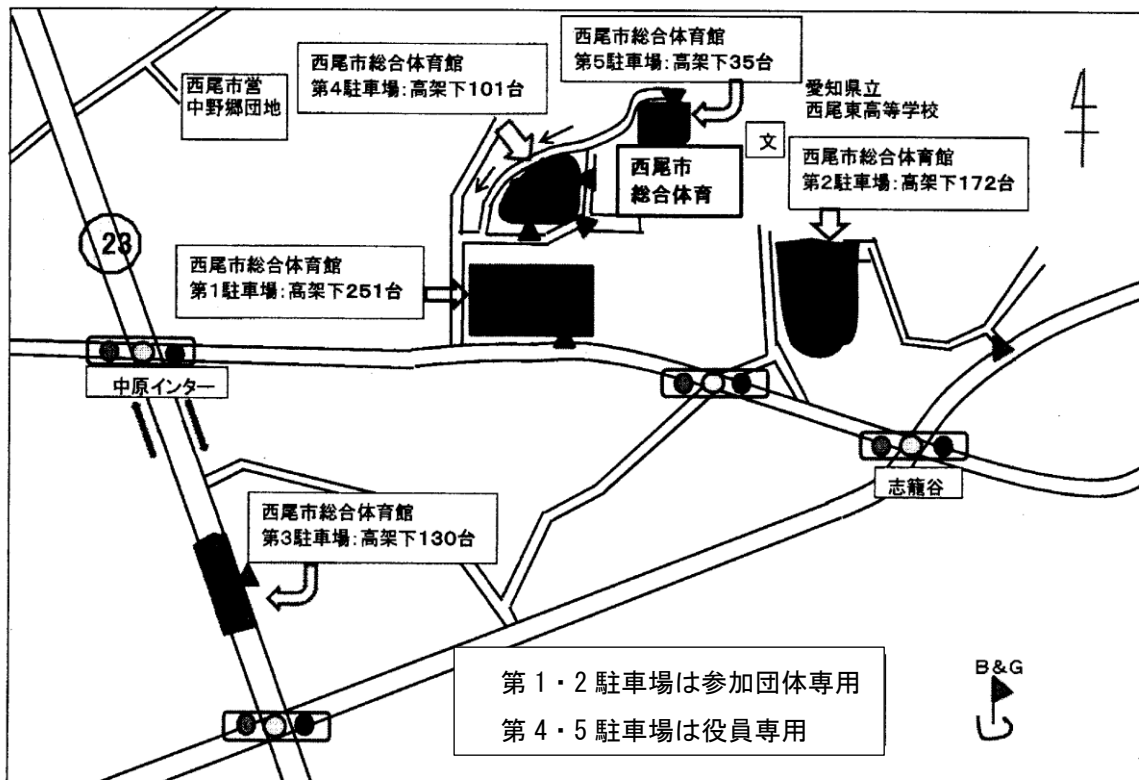 西尾市営
中野郷団地
西尾市総合体育館
第4駐車場:高架下101台
西尾市総合体育館
第5駐車場:高架下35台
愛知県立
西尾東高等学校
文
西尾市
総合体育
西尾市総合体育館
第2駐車場:高架下172台
23
西尾市総合体育館
第1駐車場:高架下251台
中原インター
志籠谷
西尾市総合体育館
第3駐車場:高架下130台
第1・2駐車場は参加団体専用
第4・5駐車場は役員専用
B&G